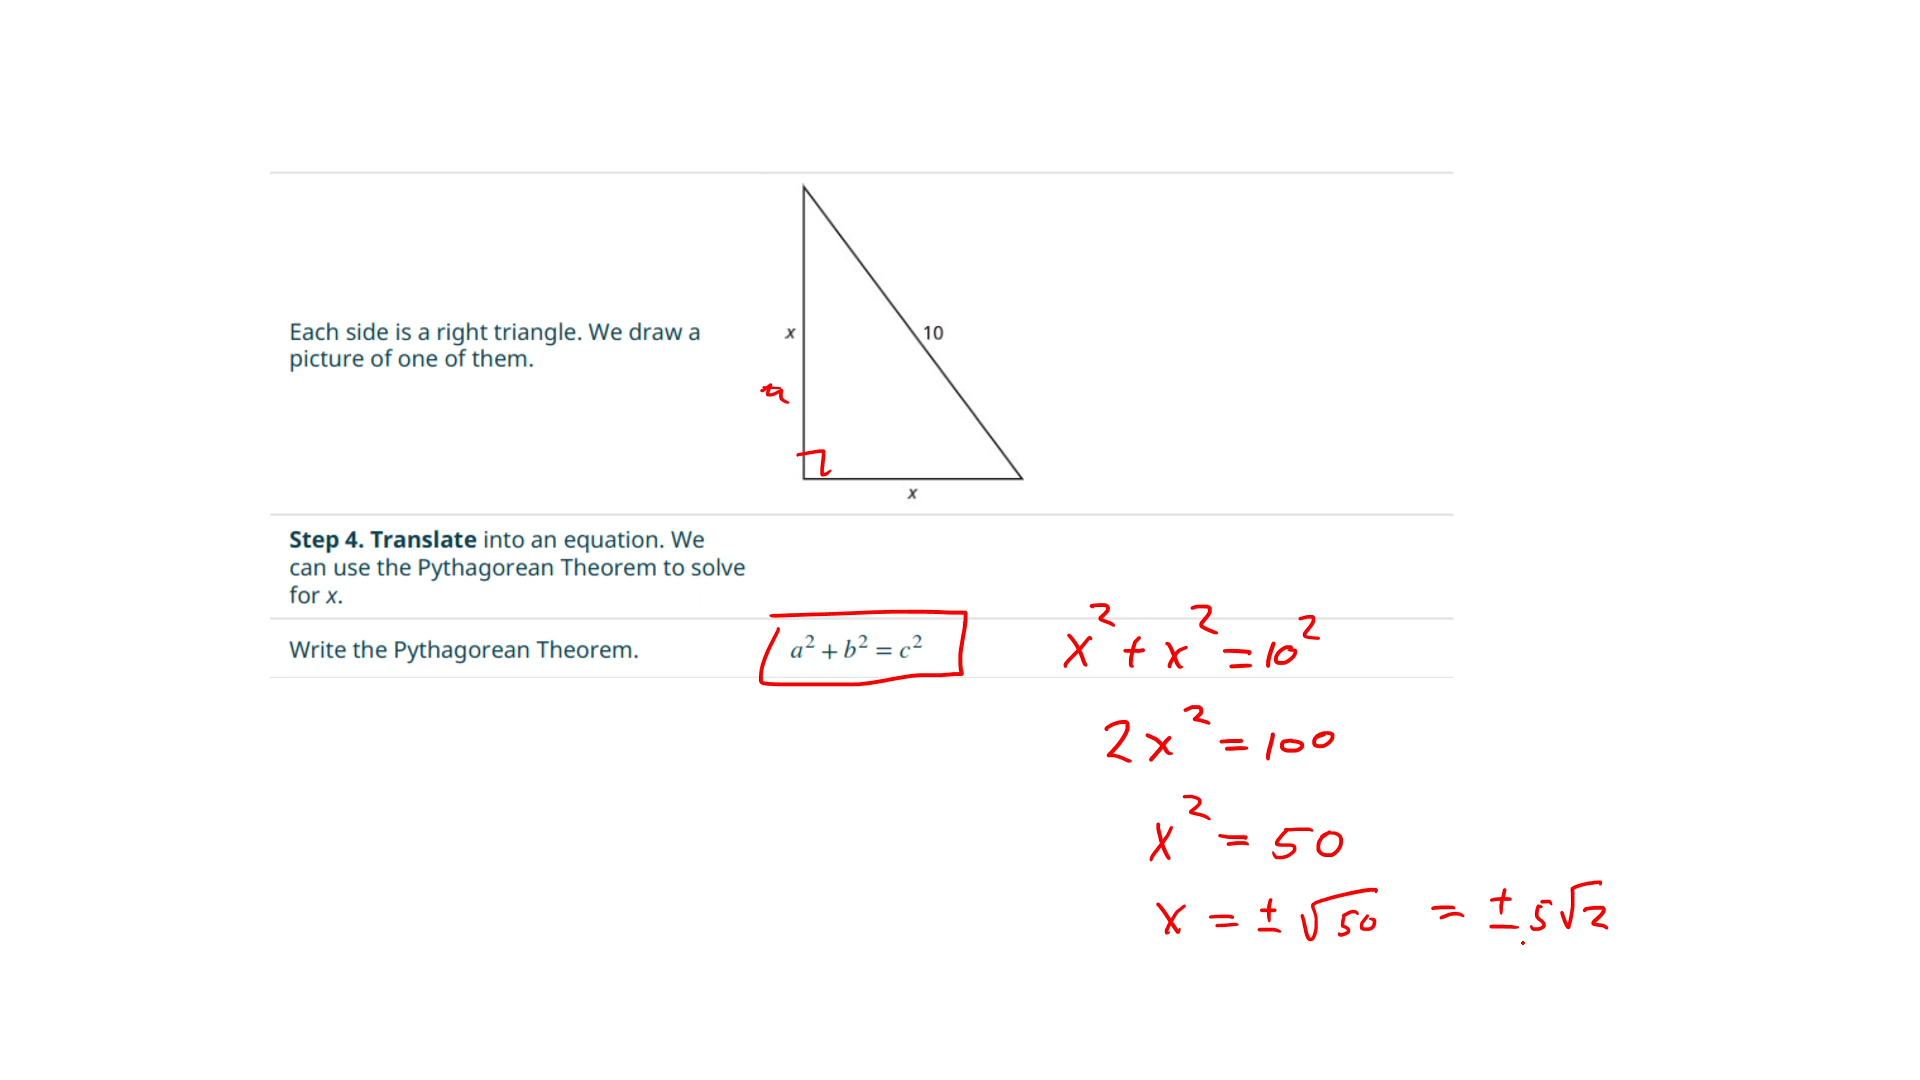 x
10
Each side is a right triangle. We draw a
picture of one of them.
a
x
Step 4. Translate into an equation. We
can use the Pythagorean Theorem to solve
for x.
Write the Pythagorean Theorem.
a² + b² = c²
x² + x² = 10²
2x² = 100
x² = 50
x = ± √50 = ± 5√2